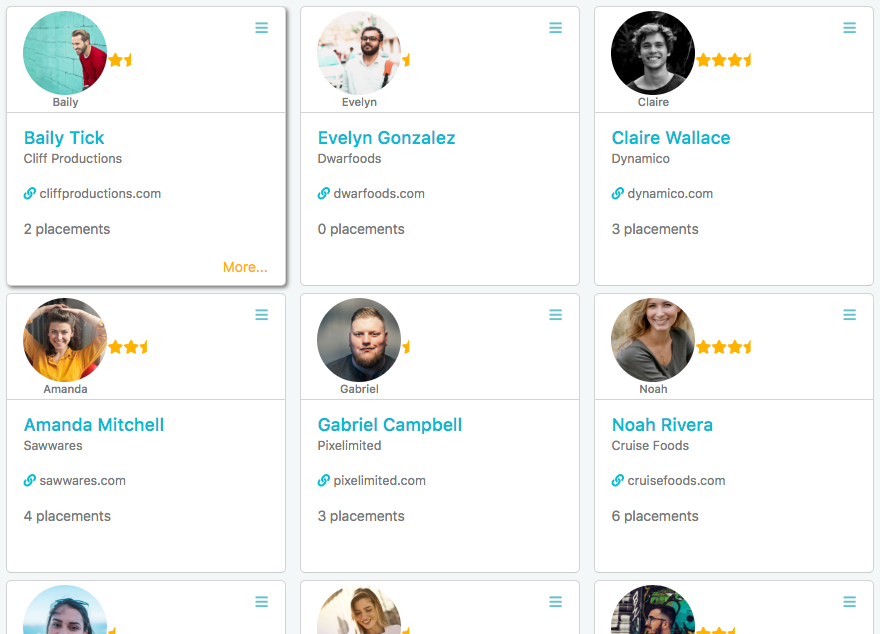 Baily
Baily Tick
Cliff Productions
cliffproductions.com
2 placements
More...
Evelyn
Evelyn Gonzalez
Dwarfoods
dwarfoods.com
0 placements
Claire
Claire Wallace
Dynamico
dynamico.com
3 placements
Amanda
Amanda Mitchell
Sawwares
sawwares.com
4 placements
Gabriel
Gabriel Campbell
Pixelimited
pixelimited.com
3 placements
Noah
Noah Rivera
Cruise Foods
cruisefoods.com
6 placements